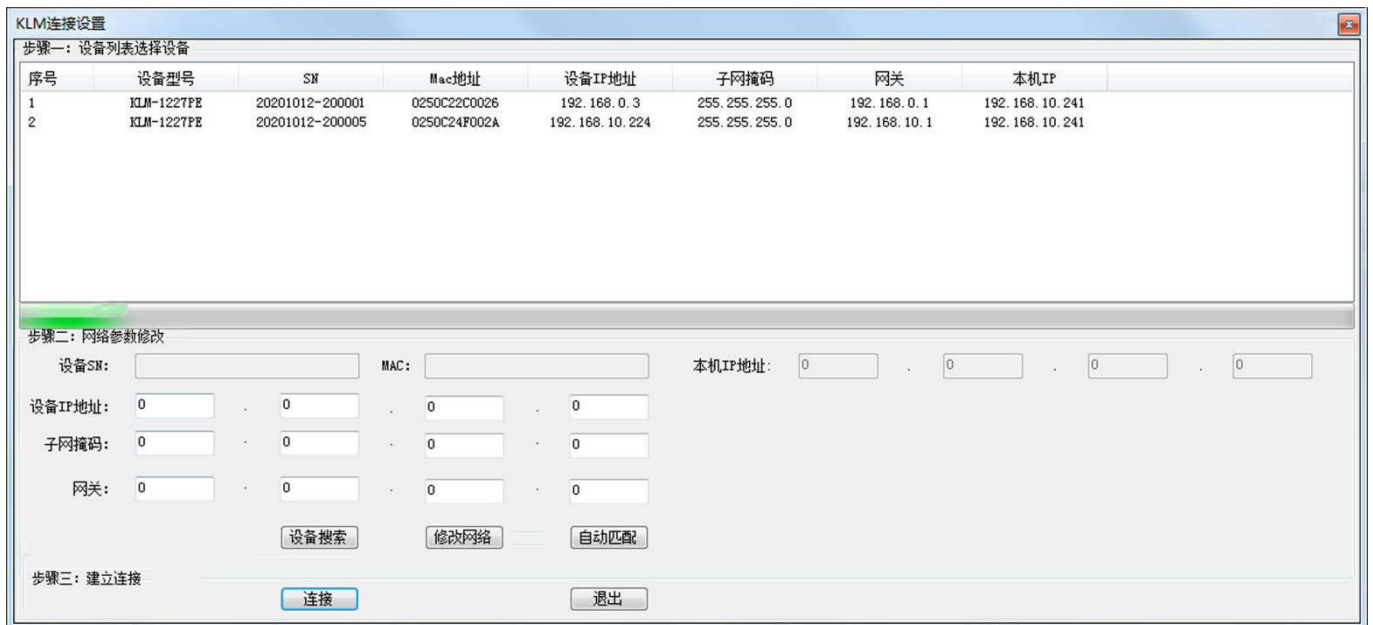 KLM连接设置
步骤一：设备列表选择设备
序号 设备型号 SN Mac地址 设备IP地址 子网掩码 网关 本机IP
1 KLM-1227PE 20201012-200001 0250C22C0026 192.168.0.3 255.255.255.0 192.168.0.1 192.168.10.241
2 KLM-1227PE 20201012-200005 0250C24F002A 192.168.10.224 255.255.255.0 192.168.10.1 192.168.10.241
步骤二：网络参数修改
设备SN： MAC： 本机IP地址： 0 . 0 . 0 . 0
设备IP地址： 0 . 0 . 0 . 0
子网掩码： 0 . 0 . 0 . 0
网关： 0 . 0 . 0 . 0
设备搜索 修改网络 自动匹配
步骤三：建立连接
连接 退出